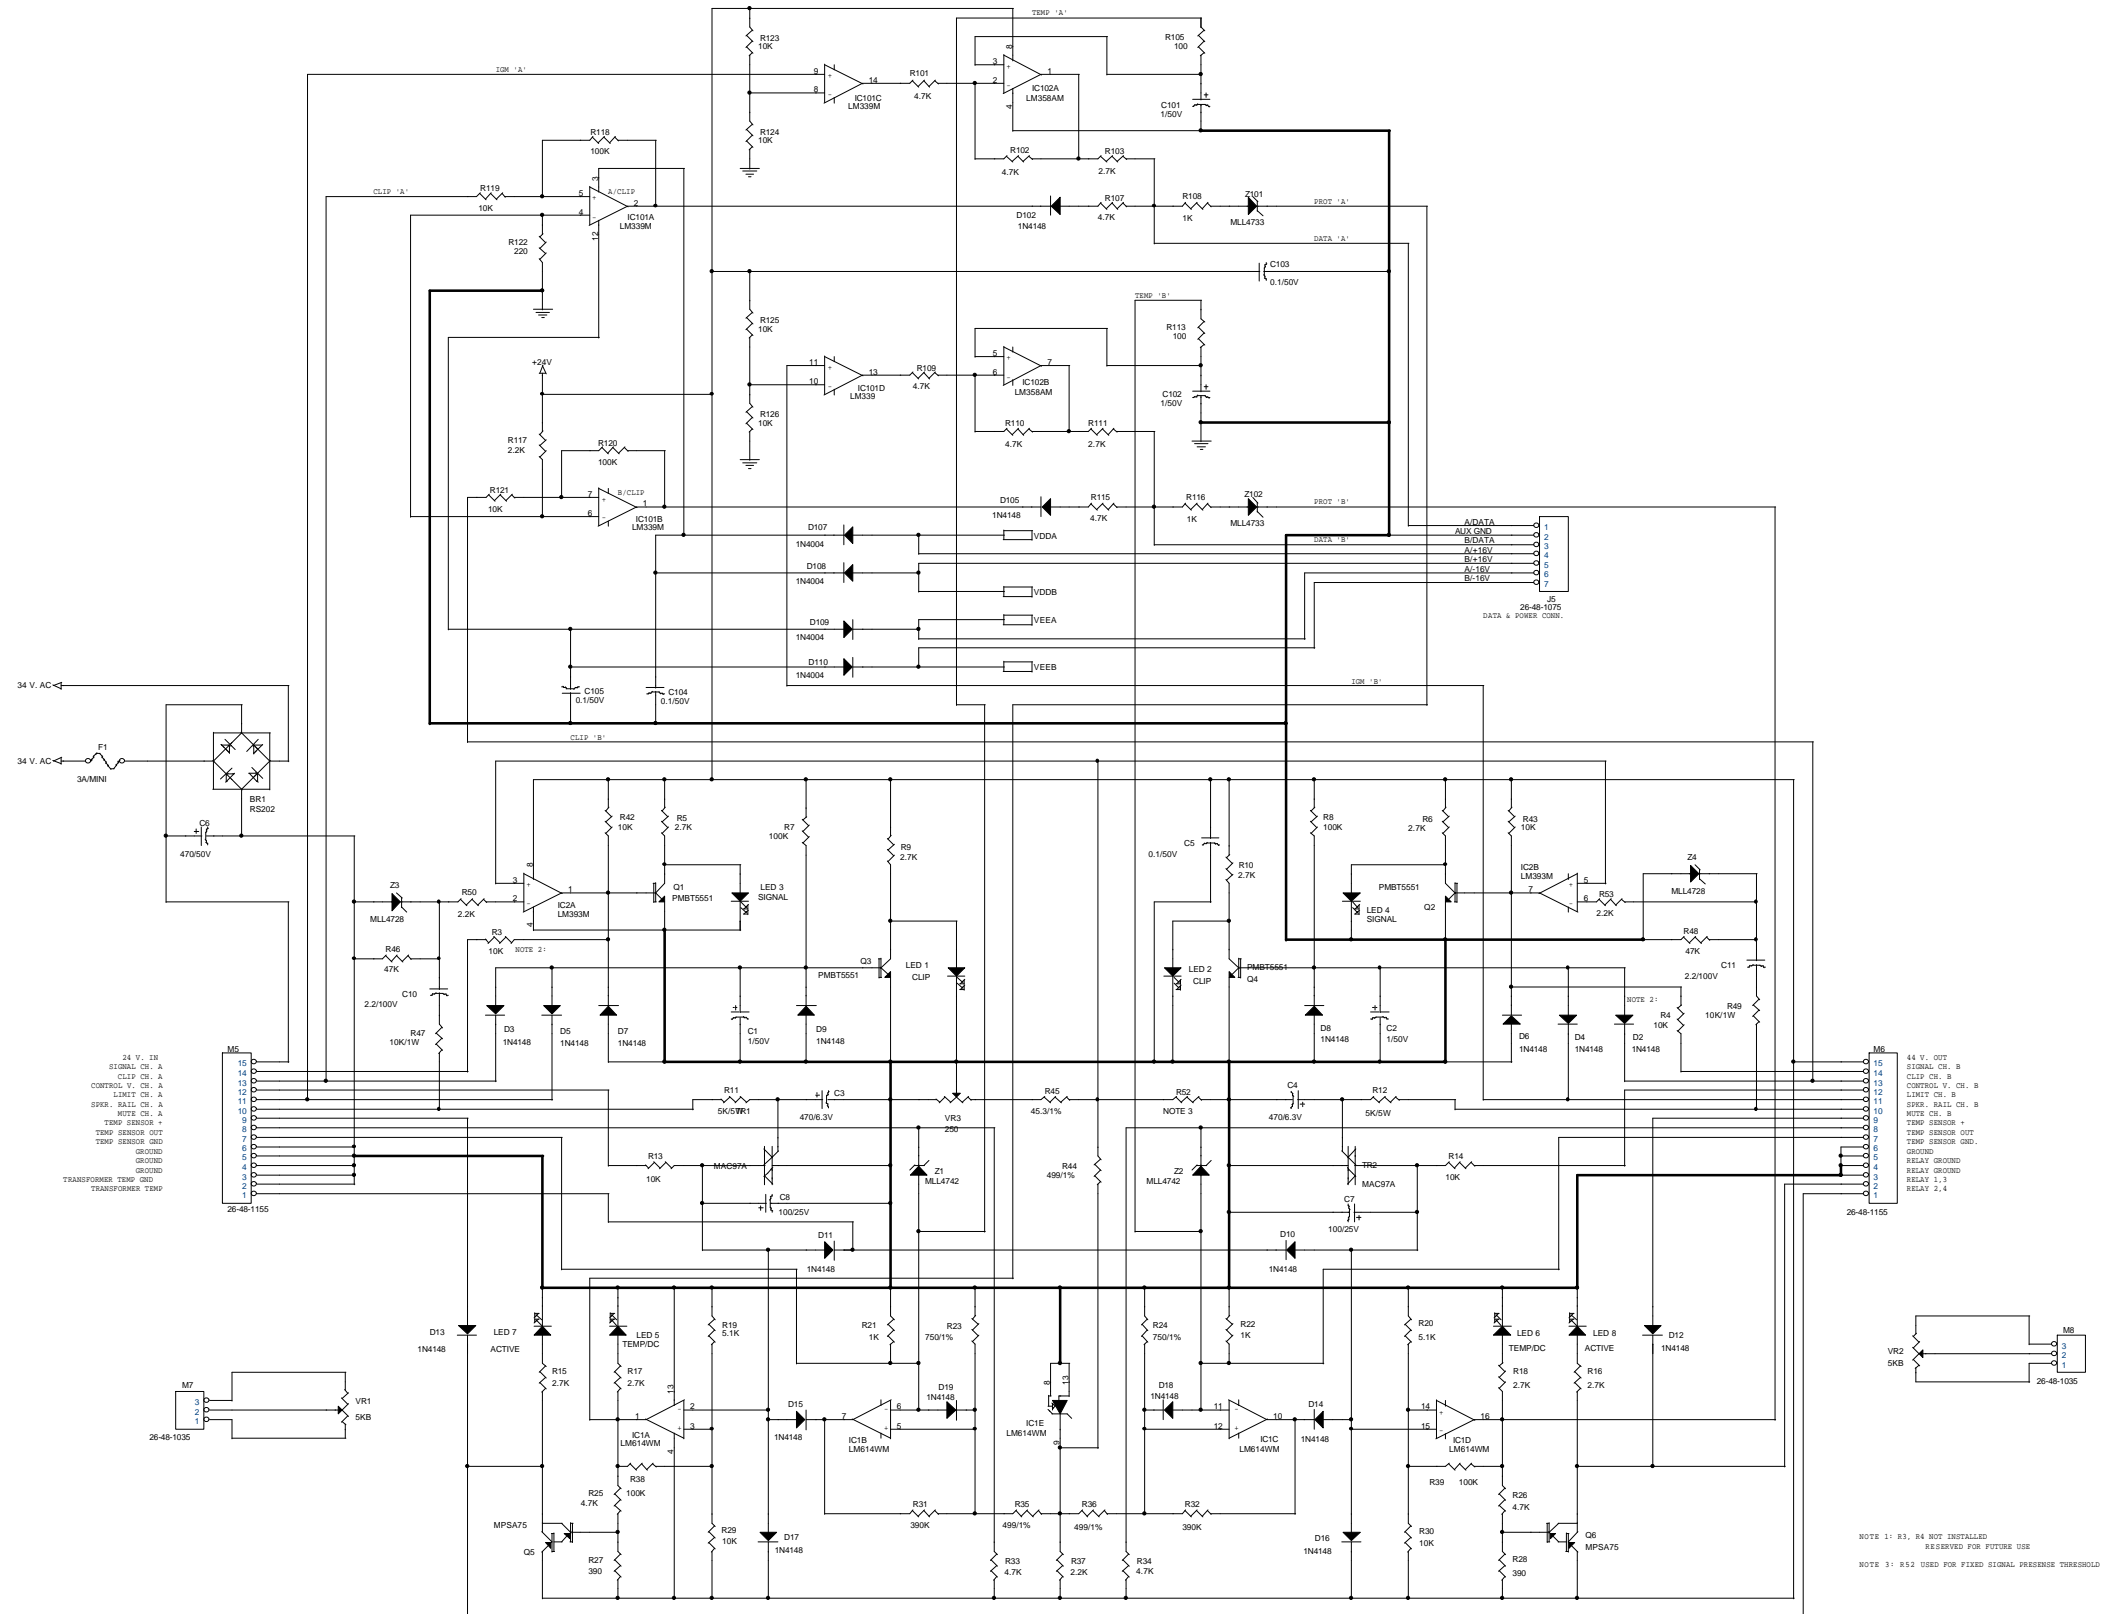 TEMP 'A'
R123
10K
R105
100
IGM 'A'
9
8
+
-
14
IC101C
LM339M
R101
4.7K
3
2
8
1
4
IC102A
LM358AM
C101
1/50V
R124
10K
R118
100K
R102
4.7K
R103
2.7K
CLIP 'A'
R119
10K
5
4
3
2
12
A/CLIP
IC101A
LM339M
R122
220
D102
1N4148
R107
4.7K
R108
1K
Z101
MLL4733
PROT 'A'
DATA 'A'
C103
0.1/50V
TEMP 'B'
R125
10K
R113
100
+24V
11
10
13
IC101D
LM339
R109
4.7K
5
6
7
IC102B
LM358AM
C102
1/50V
R126
10K
R110
4.7K
R111
2.7K
R117
2.2K
R120
100K
R121
10K
7
6
1
B/CLIP
IC101B
LM339M
D105
1N4148
R115
4.7K
R116
1K
Z102
MLL4733
PROT 'B'
DATA 'B'
D107
1N4004
VDDA
D108
1N4004
VDDB
D109
1N4004
VEEA
D110
1N4004
VEEB
A/DATA 1
AUX GND 2
B/DATA 3
A/+16V 4
B/+16V 5
A/-16V 6
B/-16V 7
J5
26-48-1075
DATA & POWER CONN.
C105
0.1/50V
C104
0.1/50V
IGM 'B'
CLIP 'B'
34 V. AC
34 V. AC
F1
3A/MINI
BR1
RS202
C6
470/50V
R42
10K
R5
2.7K
R7
100K
R9
2.7K
C5
0.1/50V
R10
2.7K
R8
100K
R6
2.7K
R43
10K
Z3
MLL4728
R50
2.2K
3
2
8
1
4
IC2A
LM393M
Q1
PMBT5551
LED 3
SIGNAL
PMBT5551
Q2
LED 4
SIGNAL
IC2B
LM393M
5
6
7
R53
2.2K
Z4
MLL4728
R46
47K
R3
10K
NOTE 2:
Q3
PMBT5551
LED 1
CLIP
LED 2
CLIP
PMBT5551
Q4
R48
47K
C10
2.2/100V
C11
2.2/100V
R47
10K/1W
D3
1N4148
D5
1N4148
D7
1N4148
C1
1/50V
D9
1N4148
D8
1N4148
C2
1/50V
D6
1N4148
D4
1N4148
D2
1N4148
NOTE 2:
R4
10K
R49
10K/1W
M5
24 V. IN 15
SIGNAL CH. A 14
CLIP CH. A 13
CONTROL V. CH. A 12
LIMIT CH. A 11
SPKR. RAIL CH. A 10
MUTE CH. A 9
TEMP SENSOR + 8
TEMP SENSOR OUT 7
TEMP SENSOR GND 6
GROUND 5
GROUND 4
GROUND 3
TRANSFORMER TEMP GND 2
TRANSFORMER TEMP 1
26-48-1155
R11
5K/5W
TR1
MAC97A
C3
470/6.3V
VR3
250
R45
45.3/1%
R52
NOTE 3
C4
470/6.3V
R12
5K/5W
R13
10K
Z1
MLL4742
R44
499/1%
Z2
MLL4742
TR2
MAC97A
R14
10K
C8
100/25V
C7
100/25V
D11
1N4148
D10
1N4148
M6
15 44 V. OUT
14 SIGNAL CH. B
13 CLIP CH. B
12 CONTROL V. CH. B
11 LIMIT CH. B
10 SPKR. RAIL CH. B
9 MUTE CH. B
8 TEMP SENSOR +
7 TEMP SENSOR OUT
6 TEMP SENSOR GND.
5 GROUND
4 RELAY GROUND
3 RELAY GROUND
2 RELAY 1,3
1 RELAY 2,4
26-48-1155
D13
1N4148
LED 7
ACTIVE
LED 5
TEMP/DC
R19
5.1K
R21
1K
R23
750/1%
R24
750/1%
R22
1K
R20
5.1K
LED 6
TEMP/DC
LED 8
ACTIVE
D12
1N4148
R15
2.7K
R17
2.7K
R18
2.7K
R16
2.7K
M7
3
2
1
26-48-1035
VR1
5KB
VR2
5KB
M8
3
2
1
26-48-1035
13
1
2
3
4
IC1A
LM614WM
D15
1N4148
7
6
5
IC1B
LM614WM
D19
1N4148
8
13
9
IC1E
LM614WM
D18
1N4148
11
12
10
IC1C
LM614WM
D14
1N4148
14
15
16
IC1D
LM614WM
R38
100K
R39 100K
R25
4.7K
R31
390K
R35
499/1%
R36
499/1%
R32
390K
R26
4.7K
MPSA75
Q5
R29
10K
D17
1N4148
D16
1N4148
R30
10K
Q6
MPSA75
R27
390
R33
4.7K
R37
2.2K
R34
4.7K
R28
390
NOTE 1: R3, R4 NOT INSTALLED
RESERVED FOR FUTURE USE
NOTE 3: R52 USED FOR FIXED SIGNAL PRESENSE THRESHOLD